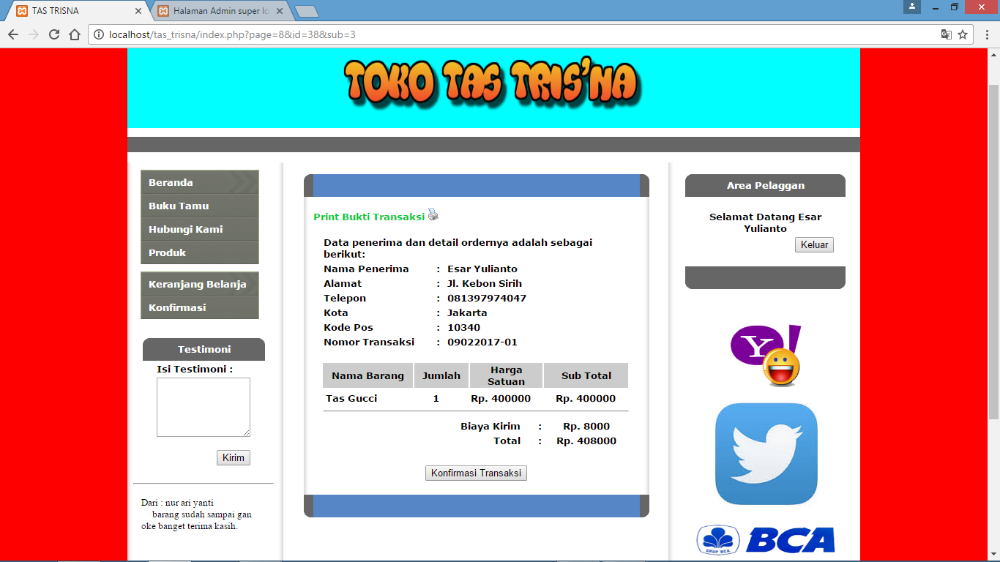 TAS TRISNA
Halaman Admin super lo
localhost/tas_trisna/index.php?page=8&id=38&sub=3
TOKO TAS TRIS'NA
Beranda
Buku Tamu
Hubungi Kami
Produk
Keranjang Belanja
Konfirmasi
Testimoni
Isi Testimoni :
Kirim
Dari : nur ari yanti
barang sudah sampai gan
oke banget terima kasih.
Print Bukti Transaksi
Data penerima dan detail ordernya adalah sebagai
berikut:
Nama Penerima : Esar Yulianto
Alamat : Jl. Kebon Sirih
Telepon : 081397974047
Kota : Jakarta
Kode Pos : 10340
Nomor Transaksi : 09022017-01
Nama Barang Jumlah Harga Satuan Sub Total
Tas Gucci 1 Rp. 400000 Rp. 400000
Biaya Kirim : Rp. 8000
Total : Rp. 408000
Konfirmasi Transaksi
Area Pelaggan
Selamat Datang Esar
Yulianto
Keluar
Y!
GRUP BCA
BCA